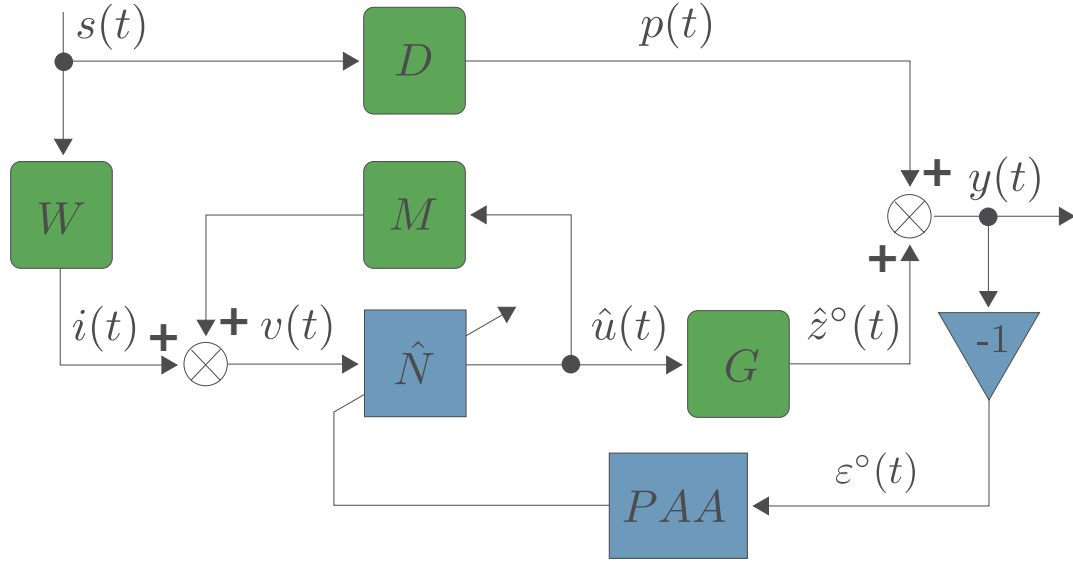 s(t)
D
p(t)
W
M
+
y(t)
+
i(t)
+
+
v(t)
N̂
û(t)
G
ẑ°(t)
-1
PAA
ε°(t)